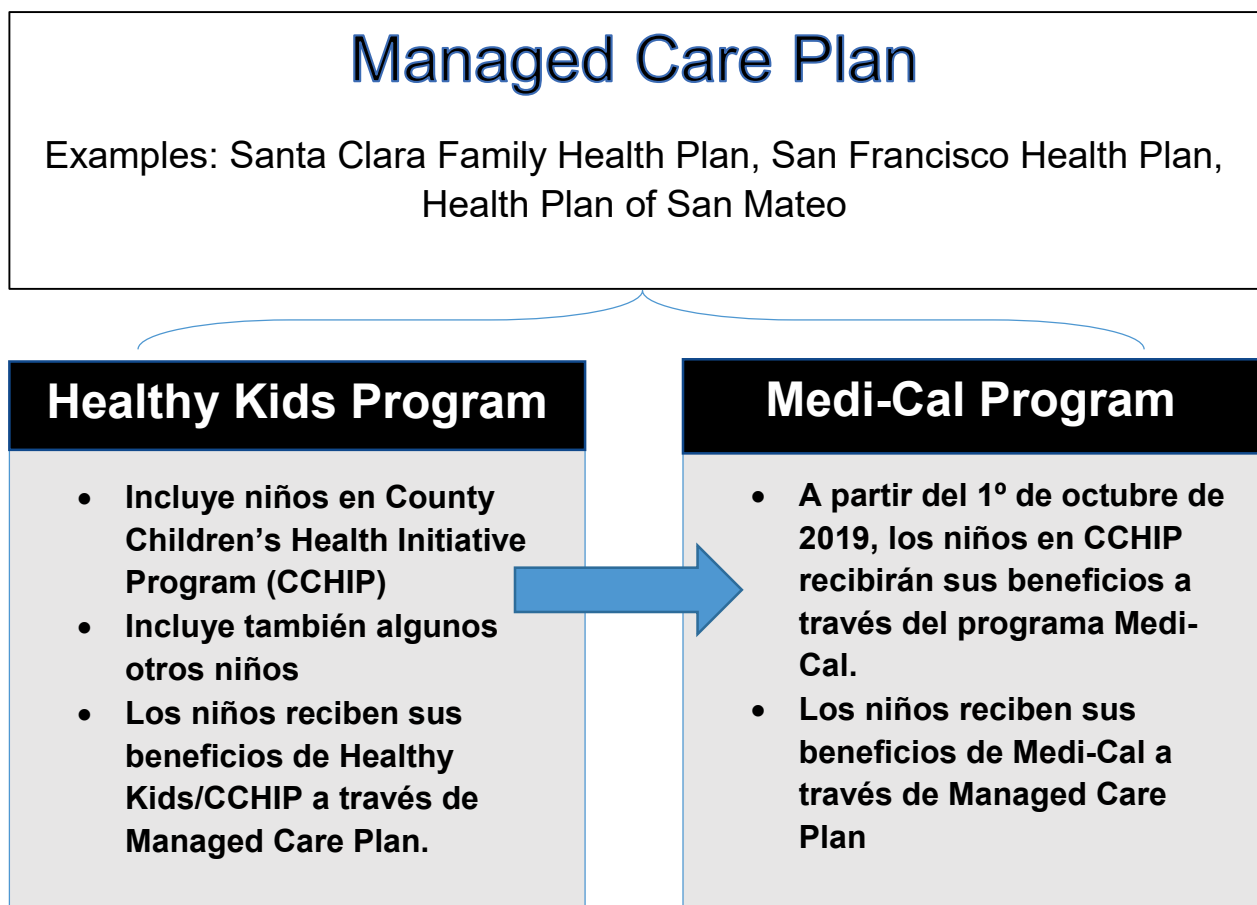 Managed Care Plan
Examples: Santa Clara Family Health Plan, San Francisco Health Plan,
Health Plan of San Mateo
Healthy Kids Program
• Incluye niños en County
Children’s Health Initiative
Program (CCHIP)
• Incluye también algunos
otros niños
• Los niños reciben sus
beneficios de Healthy
Kids/CCHIP a través de
Managed Care Plan.
Medi-Cal Program
• A partir del 1º de octubre de
2019, los niños en CCHIP
recibirán sus beneficios a
través del programa Medi-
Cal.
• Los niños reciben sus
beneficios de Medi-Cal a
través de Managed Care
Plan